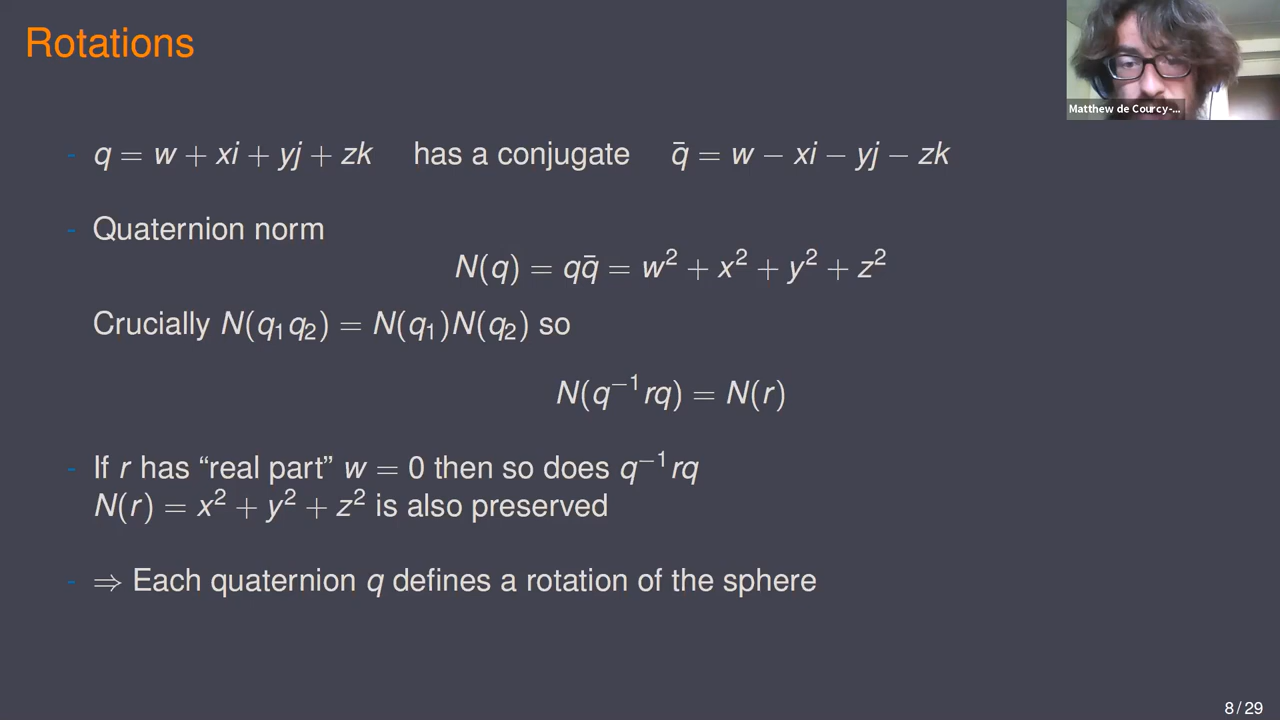 Rotations
Matthew de Courcy-...
- q = w + xi + yj + zk has a conjugate q̄ = w − xi − yj − zk
- Quaternion norm
N(q) = qq̄ = w² + x² + y² + z²
Crucially N(q₁q₂) = N(q₁)N(q₂) so
N(q⁻¹rq) = N(r)
- If r has “real part” w = 0 then so does q⁻¹rq
N(r) = x² + y² + z² is also preserved
- ⇒ Each quaternion q defines a rotation of the sphere
8 / 29